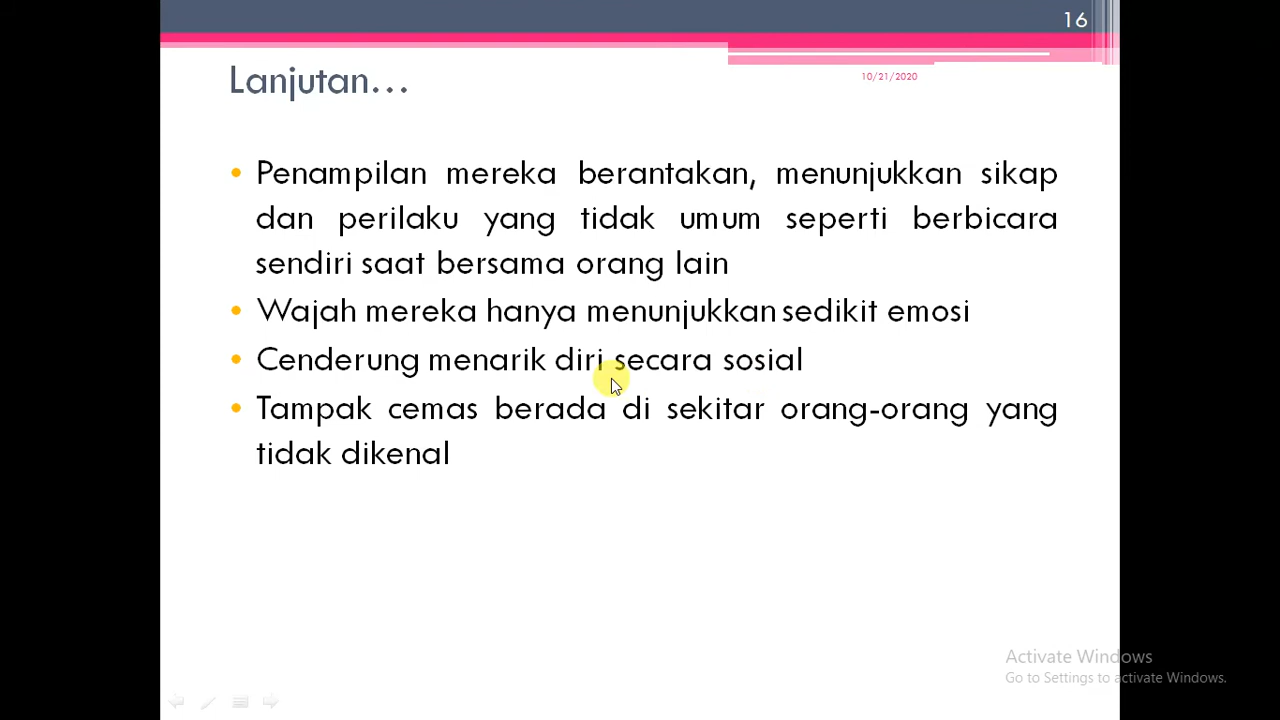 16
Lanjutan...
10/21/2020
• Penampilan mereka berantakan, menunjukkan sikap
dan perilaku yang tidak umum seperti berbicara
sendiri saat bersama orang lain
• Wajah mereka hanya menunjukkan sedikit emosi
• Cenderung menarik diri secara sosial
• Tampak cemas berada di sekitar orang-orang yang
tidak dikenal
Activate Windows
Go to Settings to activate Windows.